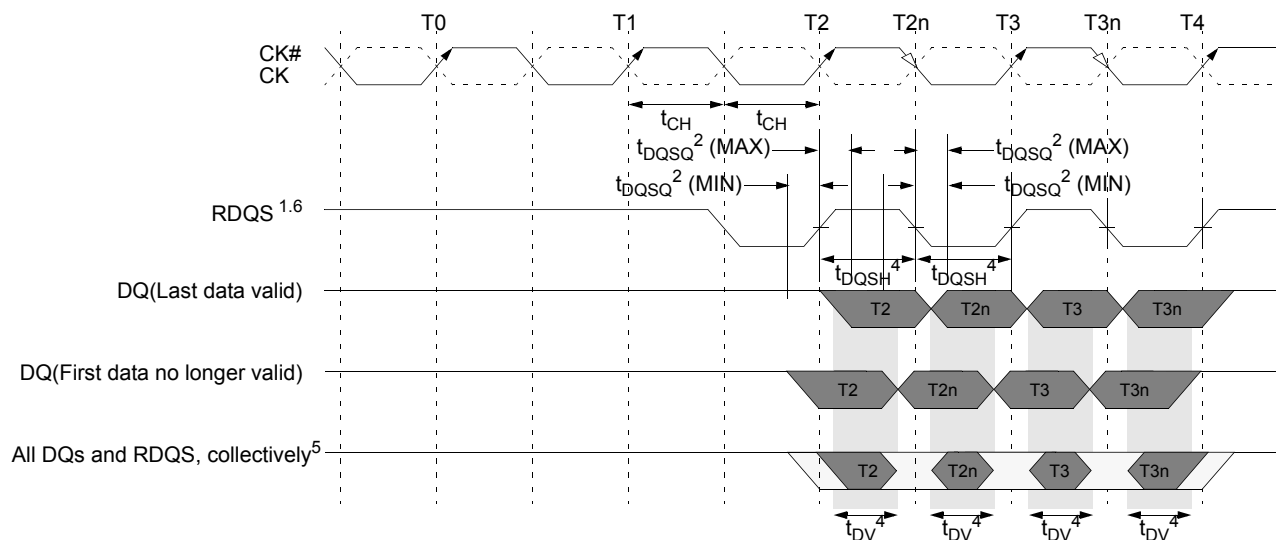 T0 T1 T2 T2n T3 T3n T4
CK#
CK
tCH tCH
tDQSQ² (MAX) tDQSQ² (MAX)
tDQSQ² (MIN) tDQSQ² (MIN)
RDQS 1.6
tDQSH⁴ tDQSH⁴
DQ(Last data valid)
T2 T2n T3 T3n
DQ(First data no longer valid)
T2 T2n T3 T3n
All DQs and RDQS, collectively⁵
T2 T2n T3 T3n
tDV⁴ tDV⁴ tDV⁴ tDV⁴